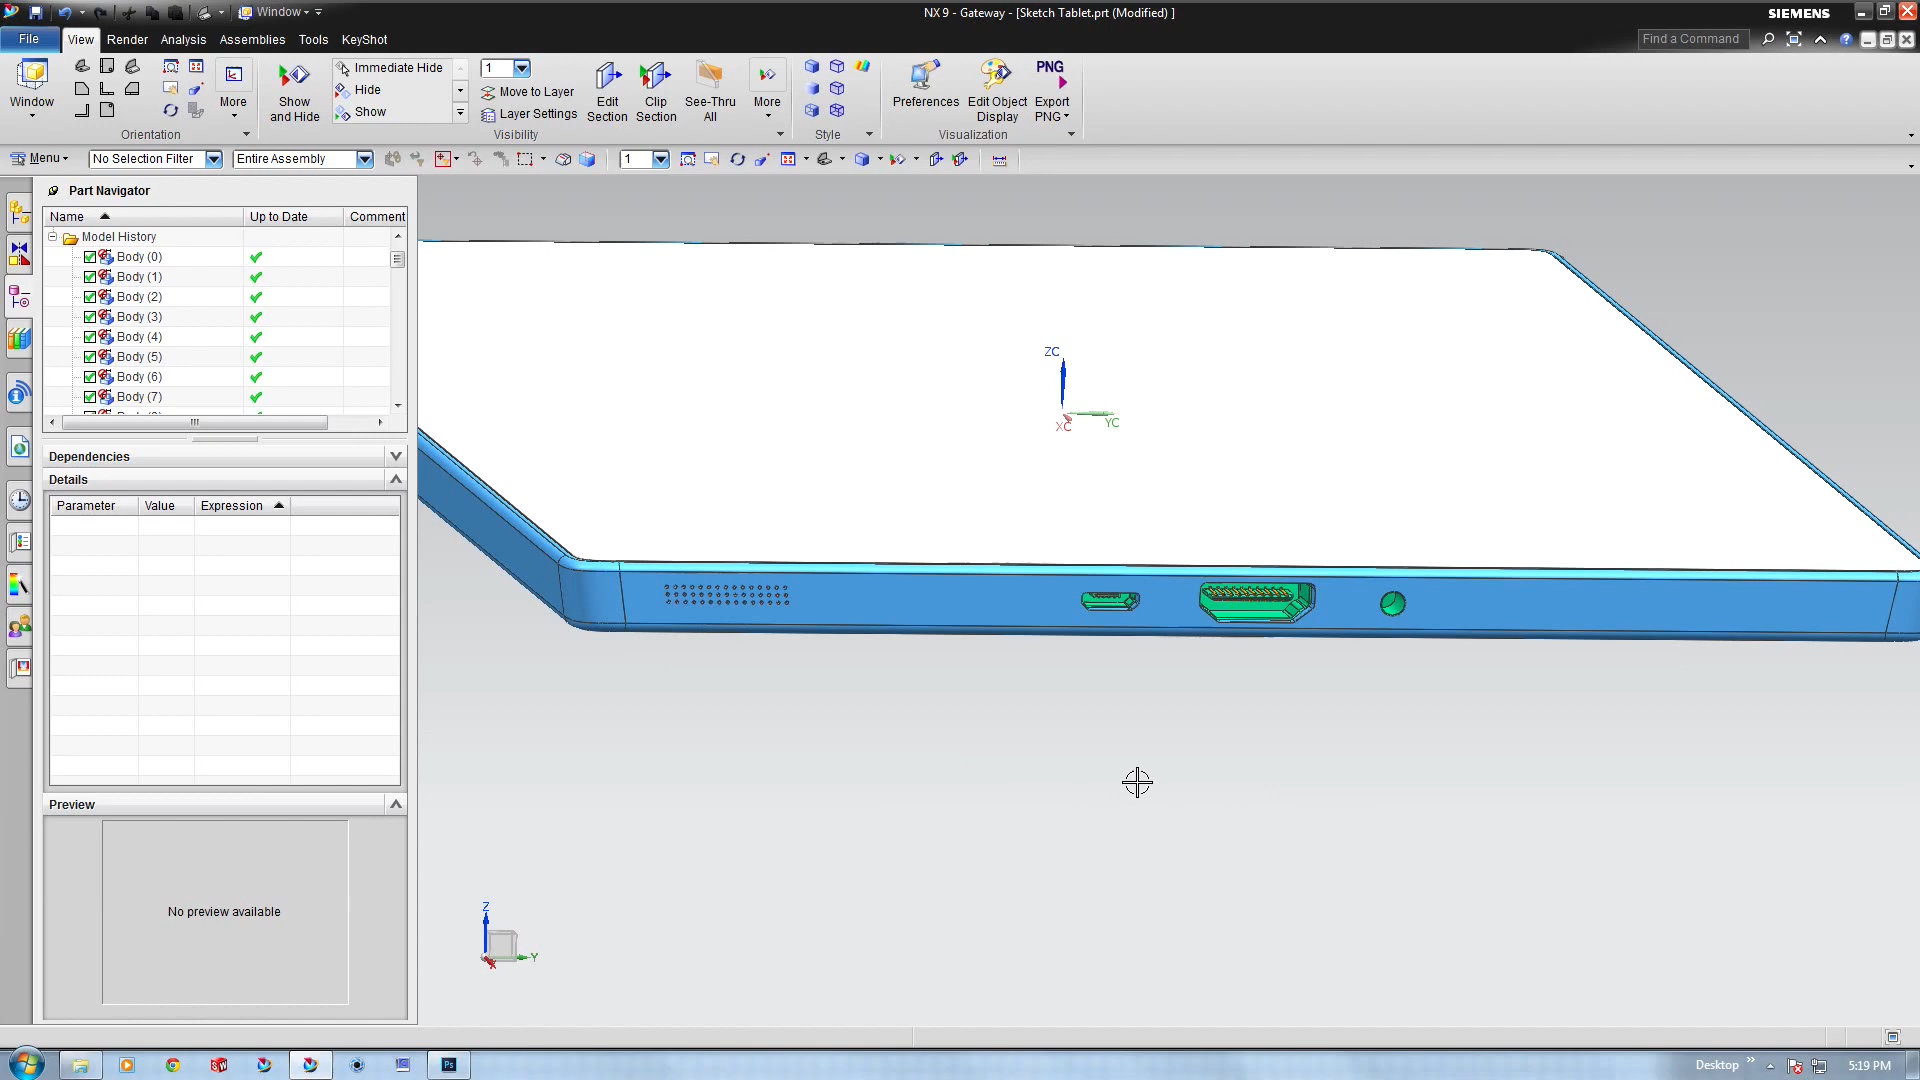 Window
NX 9 - Gateway - [Sketch Tablet.prt (Modified) ]
SIEMENS
File
View
Render
Analysis
Assemblies
Tools
KeyShot
Find a Command
Window
More
Orientation
Show
and Hide
Immediate Hide
Hide
Show
1
Move to Layer
Layer Settings
Edit
Section
Clip
Section
See-Thru
All
More
Visibility
Style
Preferences
Edit Object
Display
PNG
Export
PNG
Visualization
Menu
No Selection Filter
Entire Assembly
1
Part Navigator
Name
Up to Date
Comment
Model History
Body (0)
Body (1)
Body (2)
Body (3)
Body (4)
Body (5)
Body (6)
Body (7)
Dependencies
Details
Parameter
Value
Expression
Preview
No preview available
ZC
XC
YC
Z
Y
X
SW
Ps
Desktop
5:19 PM